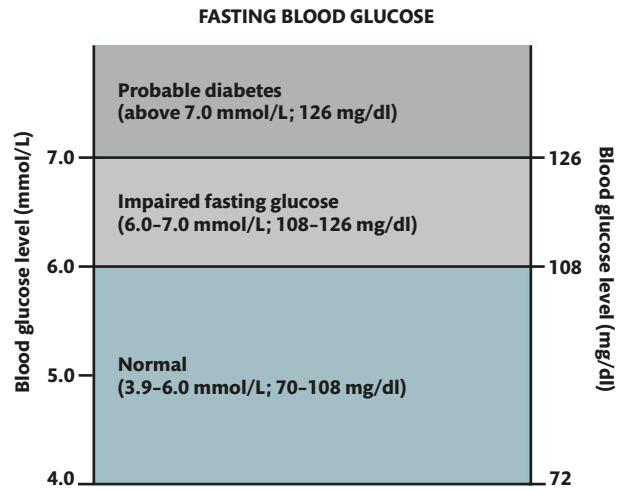 FASTING BLOOD GLUCOSE
Probable diabetes
(above 7.0 mmol/L; 126 mg/dl)
7.0
126
Impaired fasting glucose
(6.0–7.0 mmol/L; 108–126 mg/dl)
6.0
108
Normal
(3.9–6.0 mmol/L; 70–108 mg/dl)
5.0
4.0
72
Blood glucose level (mmol/L)
Blood glucose level (mg/dl)